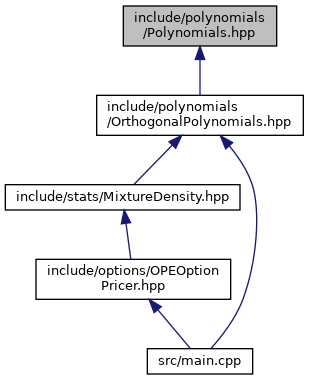 include/polynomials
/Polynomials.hpp
include/polynomials
/OrthogonalPolynomials.hpp
include/stats/MixtureDensity.hpp
include/options/OPEOption
Pricer.hpp
src/main.cpp